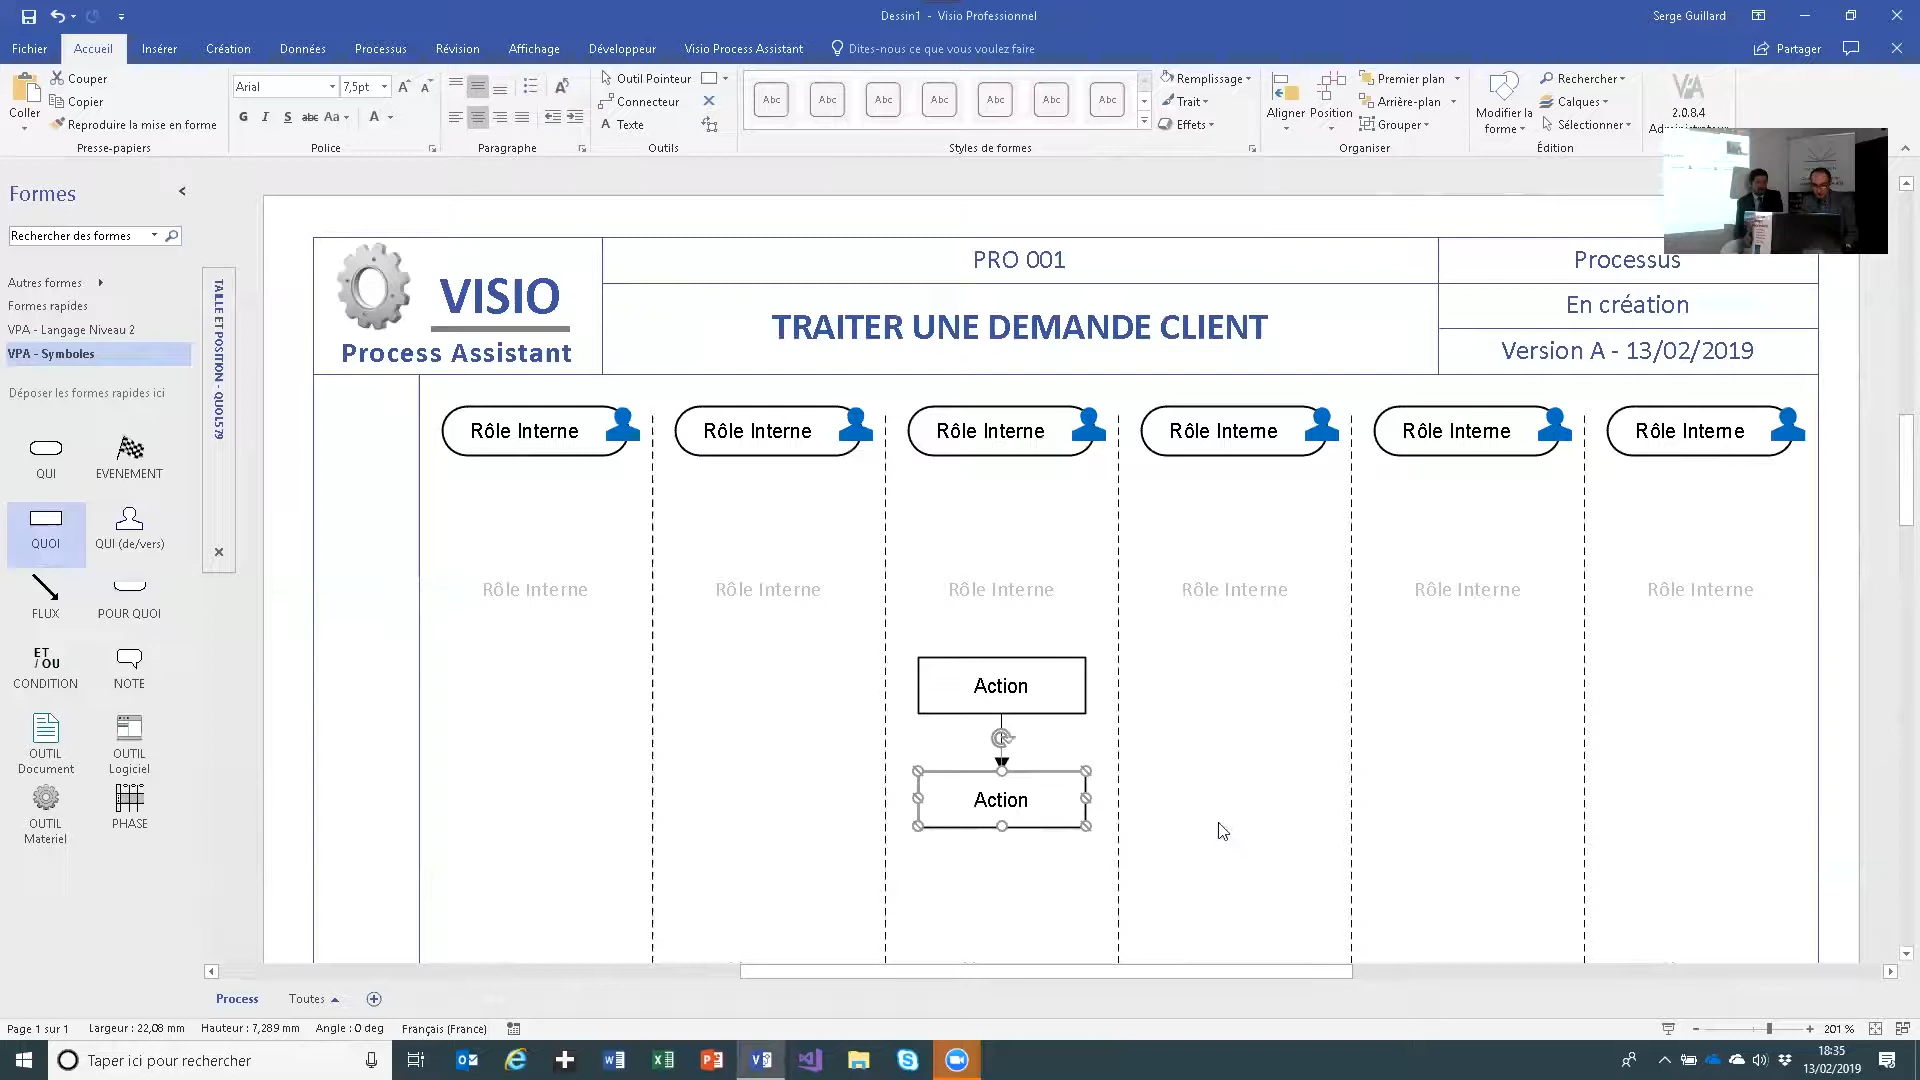 Dessin1 - Visio Professionnel
Serge Guillard
Fichier
Accueil
Insérer
Création
Données
Processus
Révision
Affichage
Développeur
Visio Process Assistant
Dites-nous ce que vous voulez faire
Partager
Coller
Couper
Copier
Reproduire la mise en forme
Presse-papiers
Arial
7,5pt
G I S abc Aa A
Police
Paragraphe
Outil Pointeur
Connecteur
A Texte
Outils
Abc Abc Abc Abc Abc Abc Abc
Styles de formes
Remplissage
Trait
Effets
Aligner
Position
Premier plan
Arrière-plan
Grouper
Organiser
Modifier la
forme
Rechercher
Calques
Sélectionner
Édition
2.0.8.4
Formes
Rechercher des formes
Autres formes
Formes rapides
VPA - Langage Niveau 2
VPA - Symboles
Déposer les formes rapides ici
QUI
EVENEMENT
QUOI
QUI (de/vers)
FLUX
POUR QUOI
ET
/ OU
CONDITION
NOTE
OUTIL
Document
OUTIL
Logiciel
OUTIL
Materiel
PHASE
TAILLE ET POSITION - QUOI.579
VISIO
Process Assistant
PRO 001
TRAITER UNE DEMANDE CLIENT
Processus
En création
Version A - 13/02/2019
Rôle Interne
Rôle Interne
Rôle Interne
Rôle Interne
Rôle Interne
Rôle Interne
Rôle Interne
Rôle Interne
Rôle Interne
Rôle Interne
Rôle Interne
Rôle Interne
Action
Action
Process
Toutes
Page 1 sur 1
Largeur : 22,08 mm
Hauteur : 7,289 mm
Angle : 0 deg
Français (France)
201 %
Taper ici pour rechercher
18:35
13/02/2019